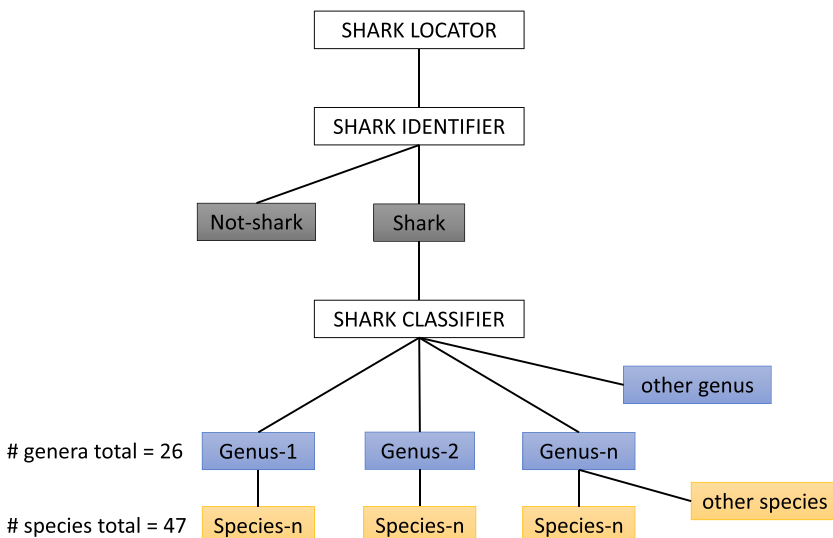 SHARK LOCATOR
SHARK IDENTIFIER
Not-shark
Shark
SHARK CLASSIFIER
other genus
# genera total = 26
Genus-1
Genus-2
Genus-n
other species
# species total = 47
Species-n
Species-n
Species-n